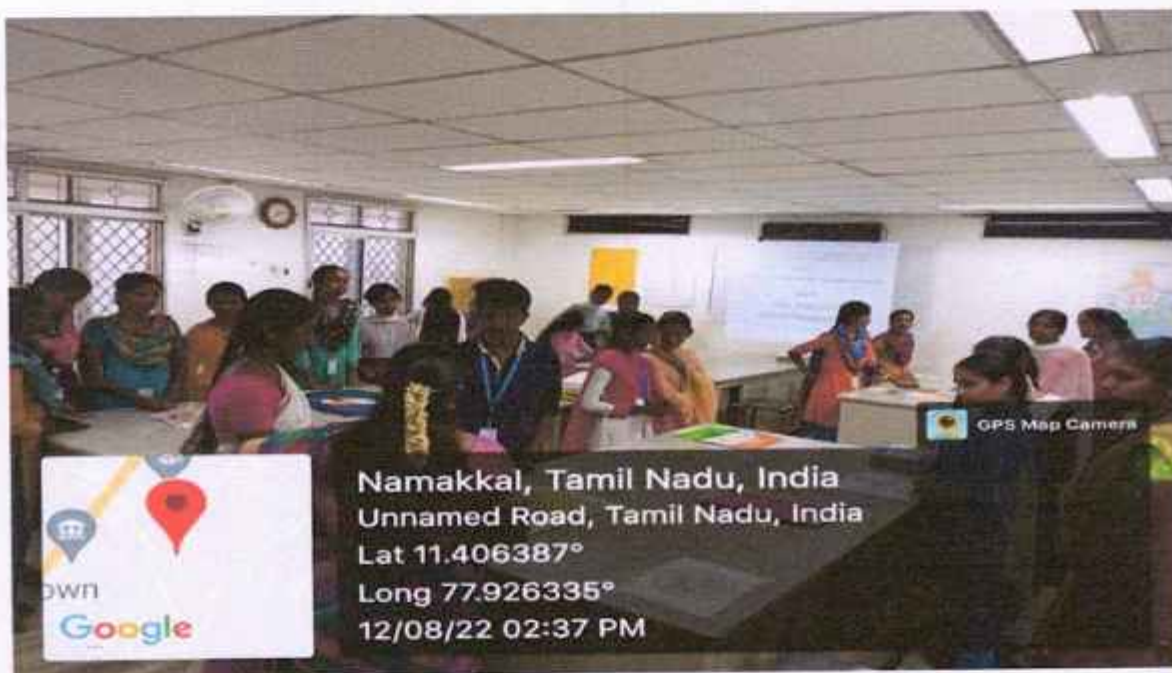 GPS Map Camera
Namakkal, Tamil Nadu, India
Unnamed Road, Tamil Nadu, India
Lat 11.406387°
Long 77.926335°
12/08/22 02:37 PM
own
Google